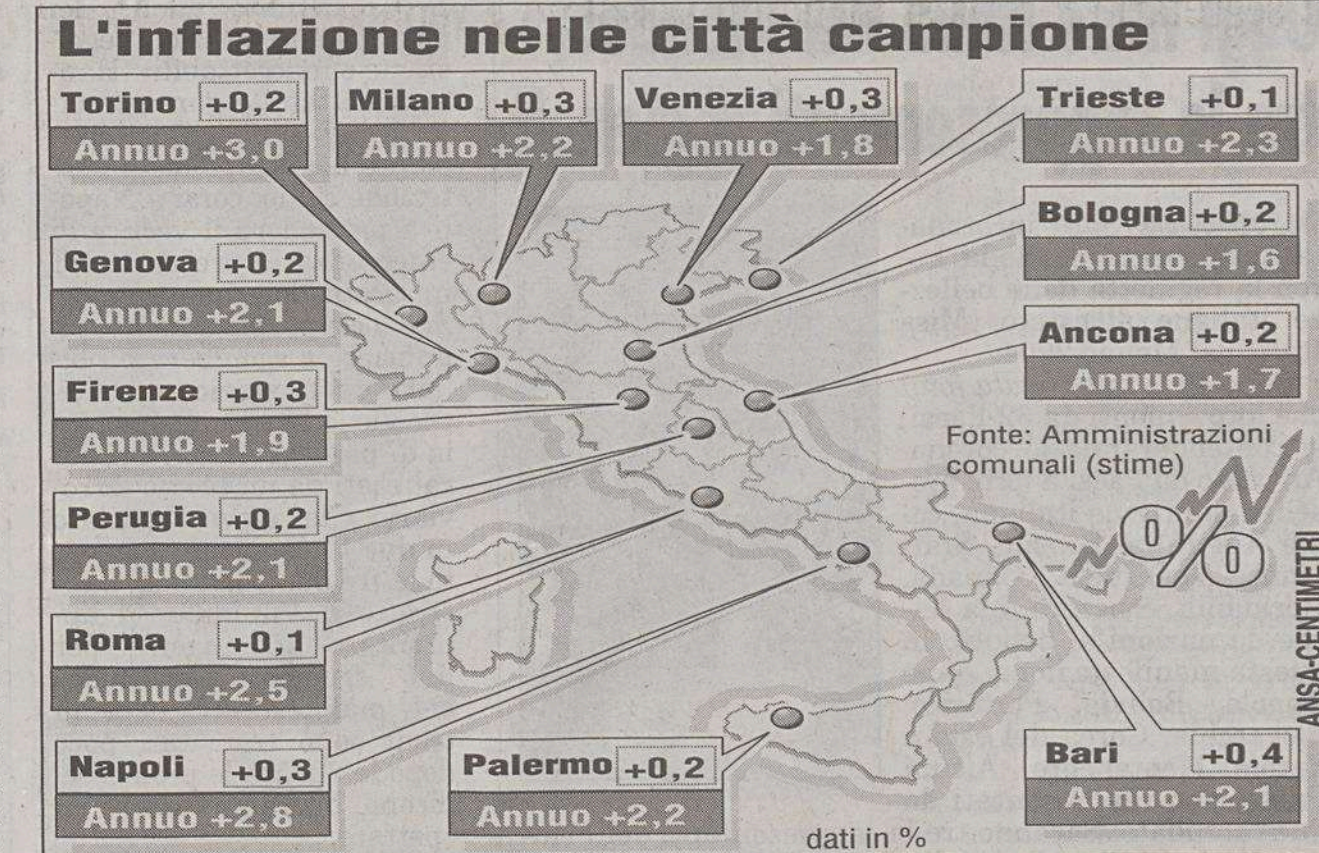 L'inflazione nelle città campione
Torino +0,2
Annuo +3,0
Milano +0,3
Annuo +2,2
Venezia +0,3
Annuo +1,8
Trieste +0,1
Annuo +2,3
Genova +0,2
Annuo +2,1
Bologna +0,2
Annuo +1,6
Firenze +0,3
Annuo +1,9
Ancona +0,2
Annuo +1,7
Perugia +0,2
Annuo +2,1
Roma +0,1
Annuo +2,5
Napoli +0,3
Annuo +2,8
Palermo +0,2
Annuo +2,2
Bari +0,4
Annuo +2,1
Fonte: Amministrazioni
comunali (stime)
%
dati in %
ANSA-CENTIMETRI